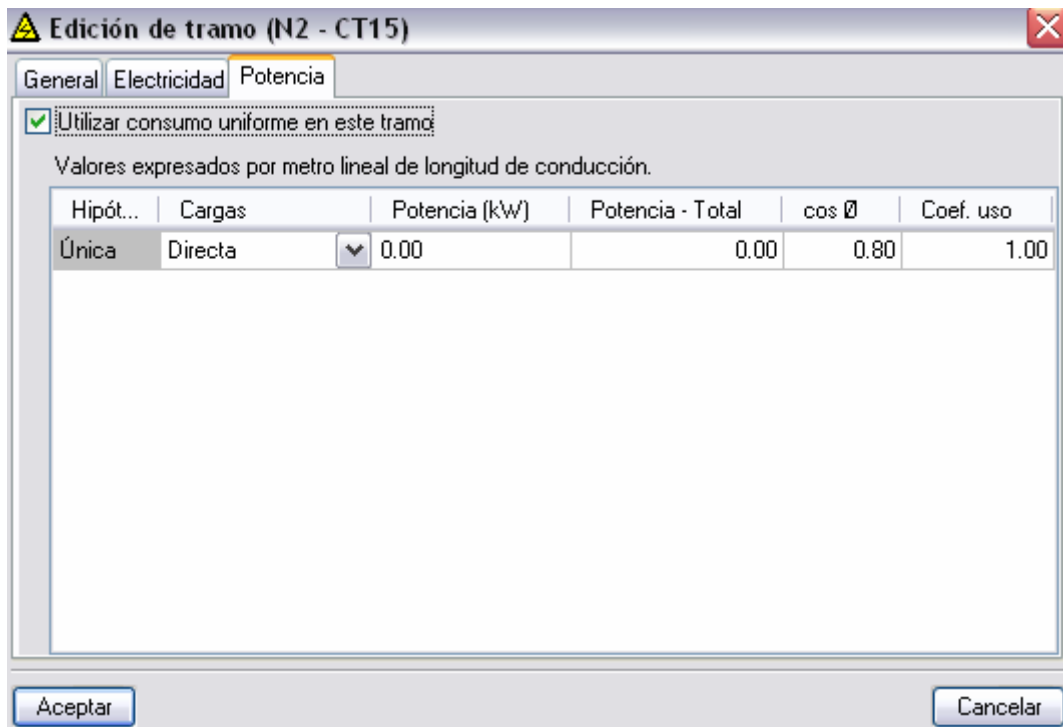 Edición de tramo (N2 - CT15)
General Electricidad Potencia
Utilizar consumo uniforme en este tramo
Valores expresados por metro lineal de longitud de conducción.
Hipót... Cargas Potencia (kW) Potencia - Total cos Ø Coef. uso
Única Directa 0.00 0.00 0.80 1.00
Aceptar Cancelar